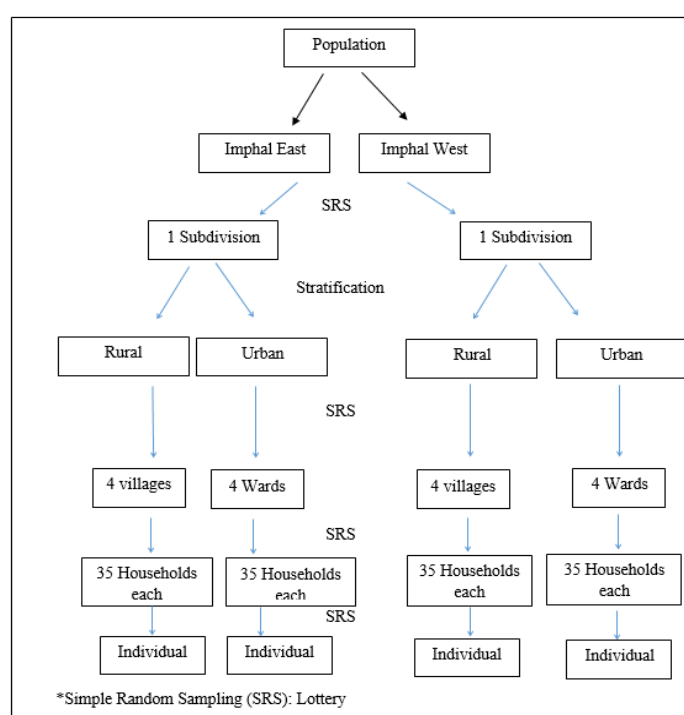 Population
Imphal East
Imphal West
SRS
1 Subdivision
1 Subdivision
Stratification
Rural
Urban
Rural
Urban
SRS
4 villages
4 Wards
4 villages
4 Wards
SRS
35 Households
each
35 Households
each
35 Households
each
35 Households
each
SRS
Individual
Individual
Individual
Individual
*Simple Random Sampling (SRS): Lottery